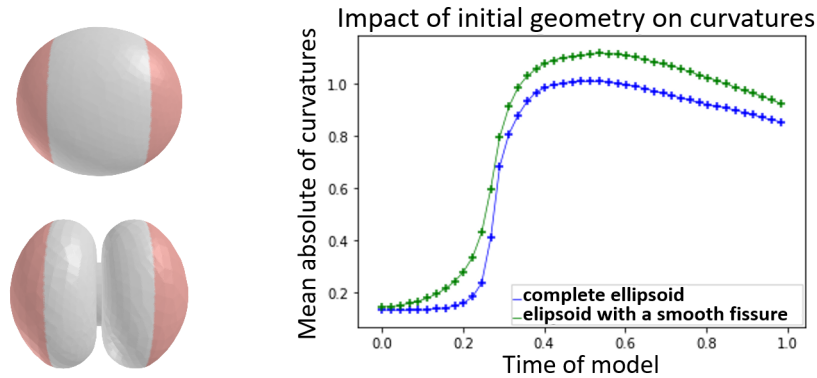 Impact of initial geometry on curvatures
Mean absolute of curvatures
1.0
0.8
0.6
0.4
0.2
complete ellipsoid
elipsoid with a smooth fissure
0.0 0.2 0.4 0.6 0.8 1.0
Time of model